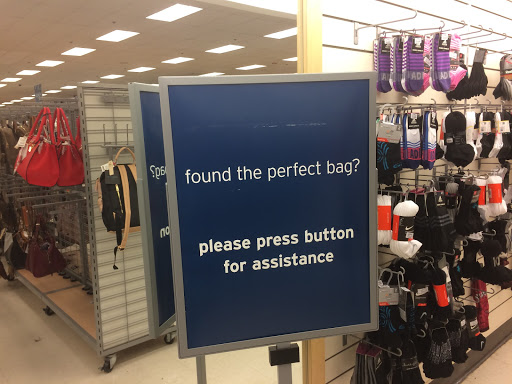 found the perfect bag?
please press button
for assistance